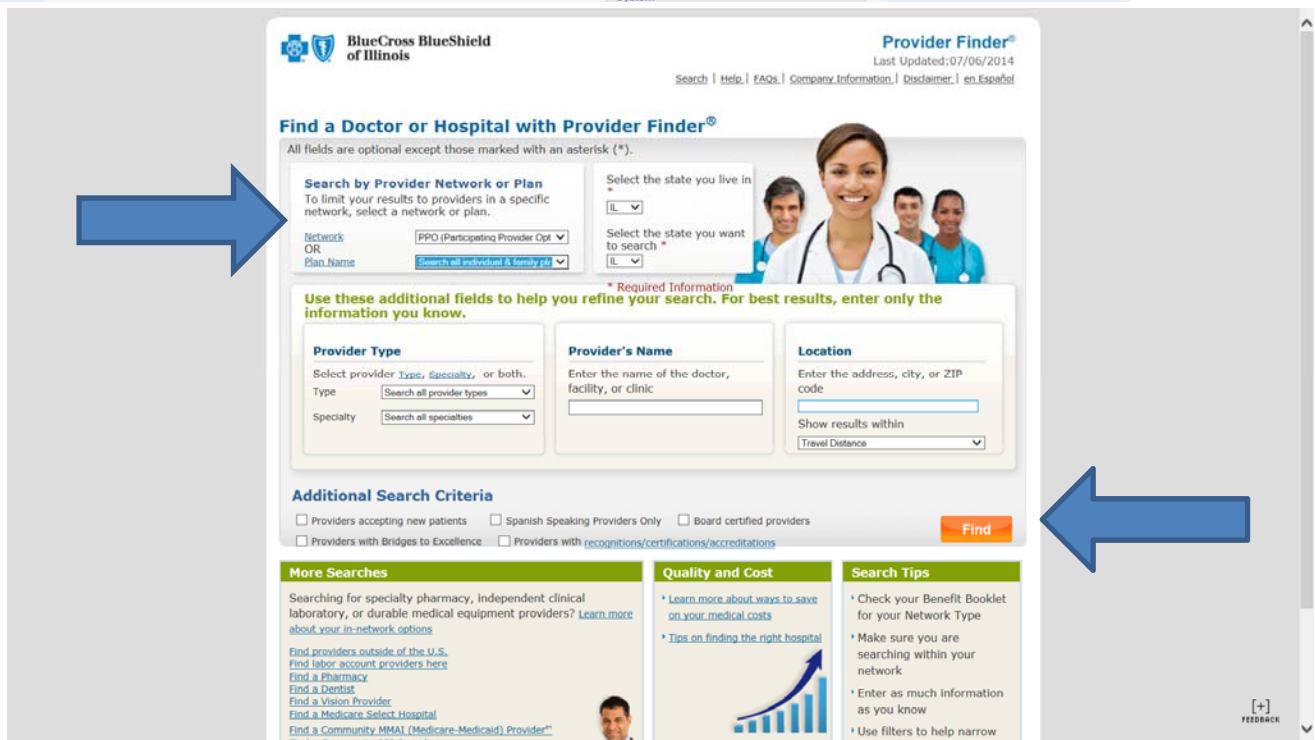 BlueCross BlueShield
of Illinois
Provider Finder®
Last Updated:07/06/2014
Search | Help | FAQs | Company Information | Disclaimer | en Español
Find a Doctor or Hospital with Provider Finder®
All fields are optional except those marked with an asterisk (*).
Search by Provider Network or Plan
To limit your results to providers in a specific
network, select a network or plan.
Network
PPO (Participating Provider Opt
OR
Plan Name
Search all individual & family pla
Select the state you live in
*
IL
Select the state you want
to search *
IL
* Required Information
Use these additional fields to help you refine your search. For best results, enter only the
information you know.
Provider Type
Select provider Type, Specialty, or both.
Type
Search all provider types
Specialty
Search all specialties
Provider's Name
Enter the name of the doctor,
facility, or clinic
Location
Enter the address, city, or ZIP
code
Show results within
Travel Distance
Additional Search Criteria
Providers accepting new patients
Spanish Speaking Providers Only
Board certified providers
Providers with Bridges to Excellence
Providers with recognitions/certifications/accreditations
Find
More Searches
Searching for specialty pharmacy, independent clinical
laboratory, or durable medical equipment providers? Learn more
about your in-network options
Find providers outside of the U.S.
Find labor account providers here
Find a Pharmacy
Find a Dentist
Find a Vision Provider
Find a Medicare Select Hospital
Find a Community MMAI (Medicare-Medicaid) Provider℠
Quality and Cost
Learn more about ways to save
on your medical costs
Tips on finding the right hospital
Search Tips
Check your Benefit Booklet
for your Network Type
Make sure you are
searching within your
network
Enter as much information
as you know
Use filters to help narrow
[+]
FEEDBACK